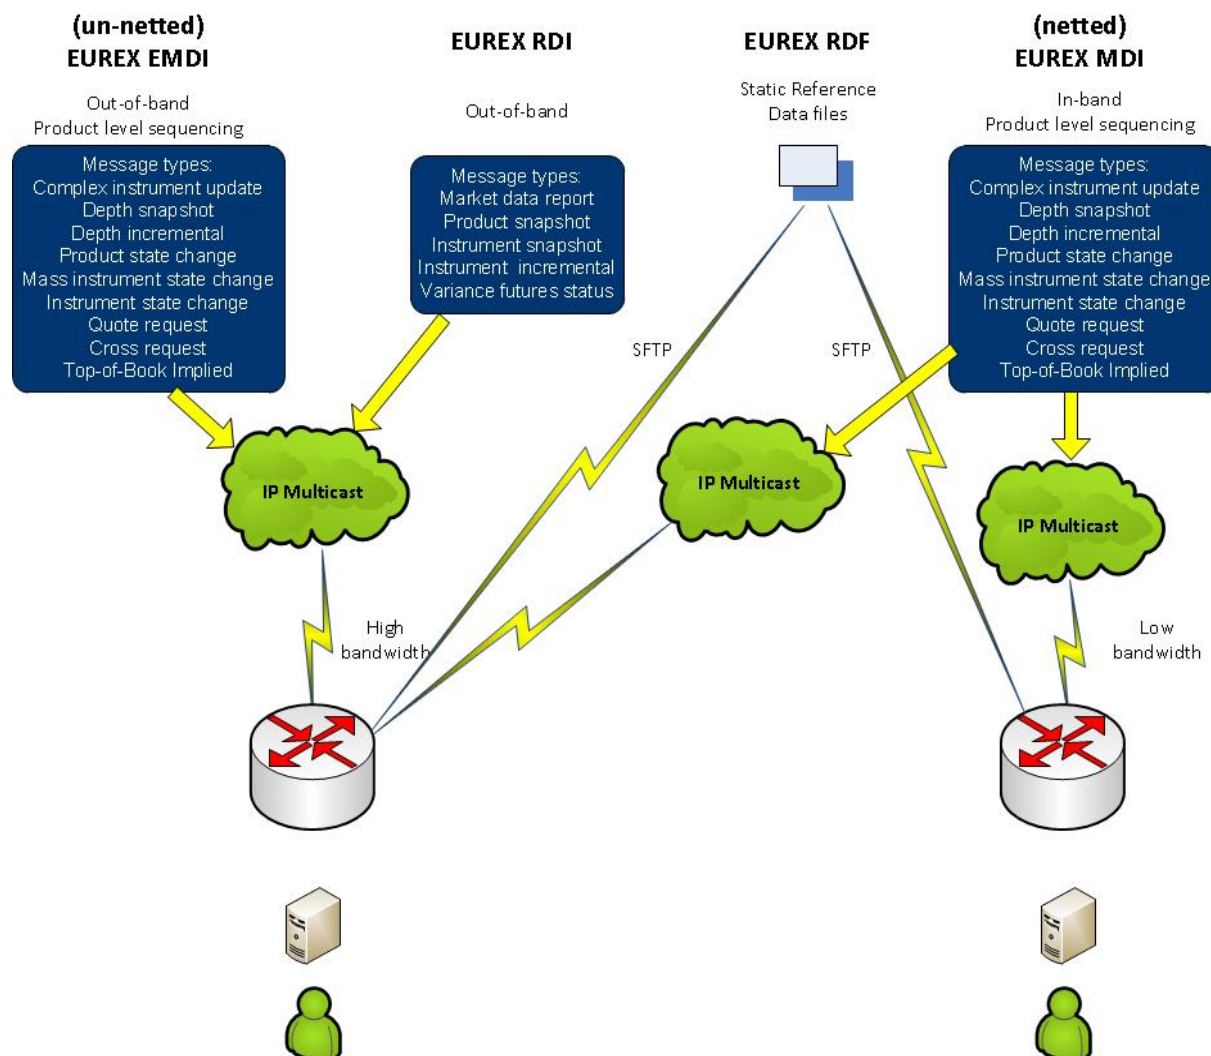 (un-netted)
EUREX EMDI
Out-of-band
Product level sequencing
Message types:
Complex instrument update
Depth snapshot
Depth incremental
Product state change
Mass instrument state change
Instrument state change
Quote request
Cross request
Top-of-Book Implied
EUREX RDI
Out-of-band
Message types:
Market data report
Product snapshot
Instrument snapshot
Instrument incremental
Variance futures status
EUREX RDF
Static Reference
Data files
(netted)
EUREX MDI
In-band
Product level sequencing
Message types:
Complex instrument update
Depth snapshot
Depth incremental
Product state change
Mass instrument state change
Instrument state change
Quote request
Cross request
Top-of-Book Implied
SFTP
SFTP
IP Multicast
IP Multicast
IP Multicast
High
bandwidth
Low
bandwidth